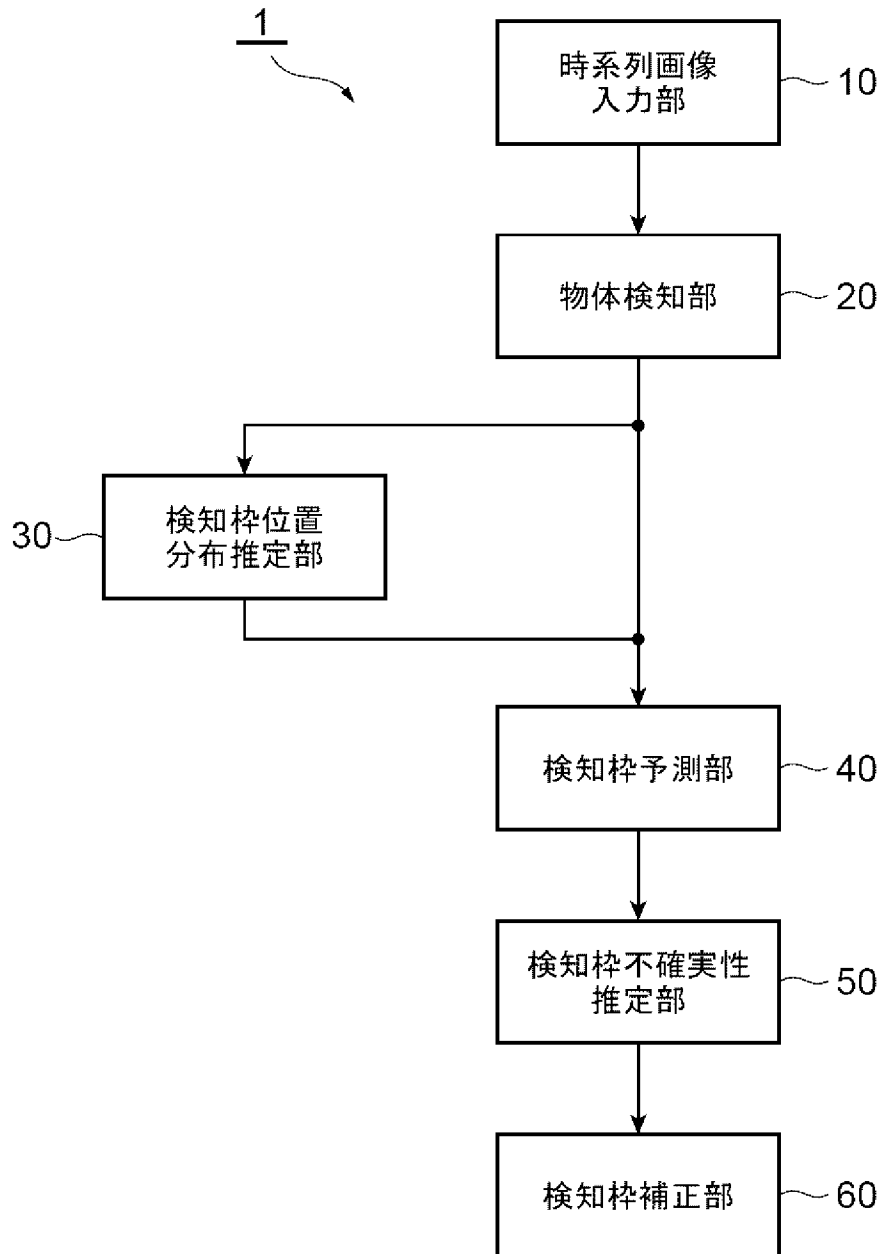 1
時系列画像
入力部
10
物体検知部
20
30
検知枠位置
分布推定部
検知枠予測部
40
検知枠不確実性
推定部
50
検知枠補正部
60